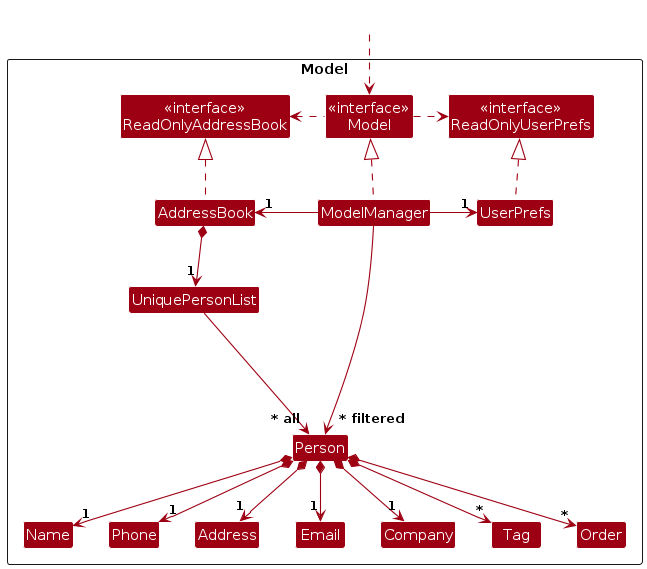 Model
«interface»
ReadOnlyAddressBook
«interface»
Model
«interface»
ReadOnlyUserPrefs
AddressBook
1
ModelManager
1
UserPrefs
1
UniquePersonList
* all
* filtered
Person
1
1
1
1
1
*
*
Name
Phone
Address
Email
Company
Tag
Order